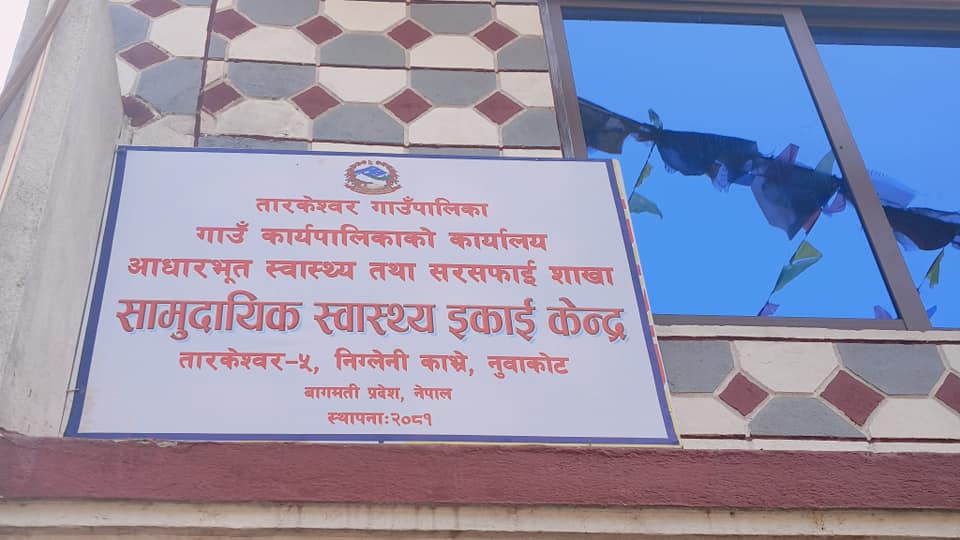 तारकेश्वर गाउँपालिका
गाउँ कार्यपालिकाको कार्यालय
आधारभूत स्वास्थ्य तथा सरसफाई शाखा
सामुदायिक स्वास्थ्य इकाई केन्द्र
तारकेश्वर-५, निग्लेनी काभ्रे, नुवाकोट
बागमती प्रदेश, नेपाल
स्थापना:२०८१